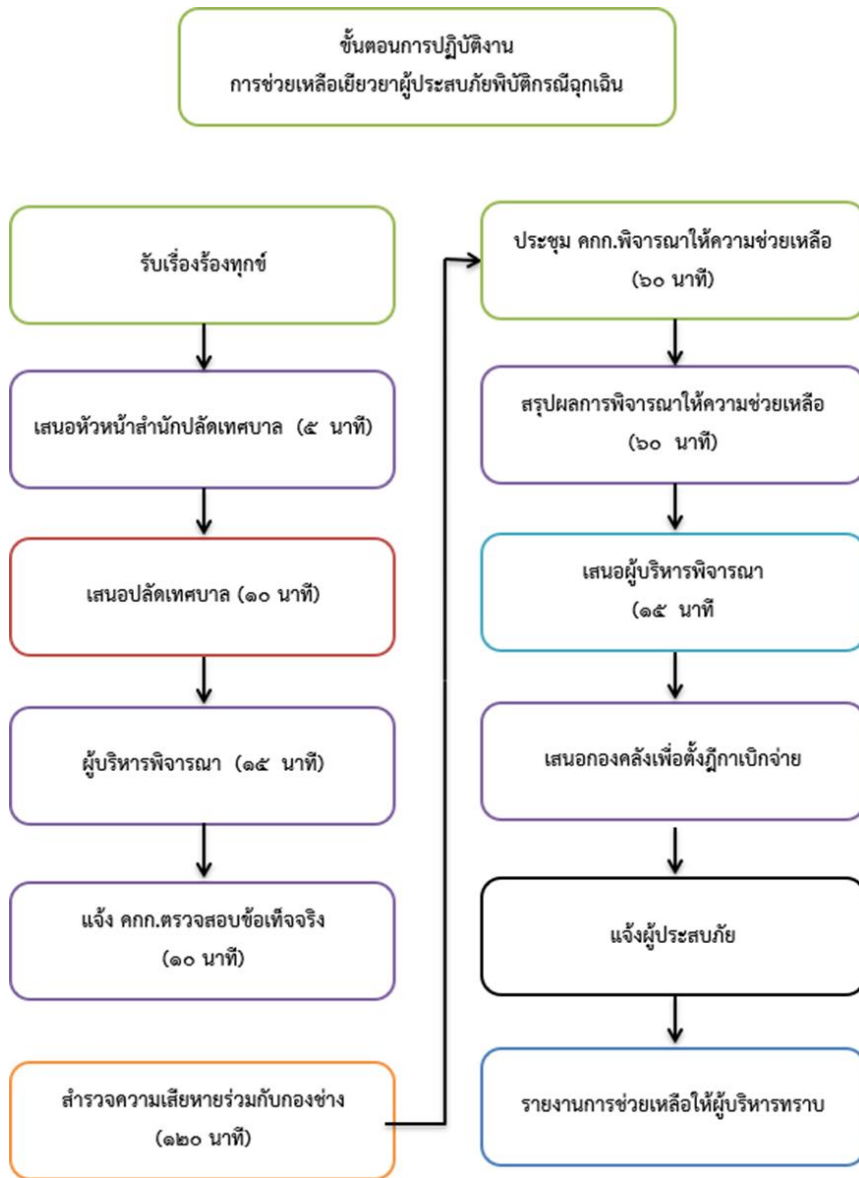 ขั้นตอนการปฏิบัติงาน
การช่วยเหลือเยียวยาผู้ประสบภัยพิบัติกรณีฉุกเฉิน
รับเรื่องร้องทุกข์
เสนอหัวหน้าสำนักปลัดเทศบาล (๕ นาที)
เสนอปลัดเทศบาล (๑๐ นาที)
ผู้บริหารพิจารณา (๑๕ นาที)
แจ้ง คกก.ตรวจสอบข้อเท็จจริง
(๑๐ นาที)
สำรวจความเสียหายร่วมกับกองช่าง
(๑๒๐ นาที)
ประชุม คกก.พิจารณาให้ความช่วยเหลือ
(๖๐ นาที)
สรุปผลการพิจารณาให้ความช่วยเหลือ
(๖๐ นาที)
เสนอผู้บริหารพิจารณา
(๑๕ นาที
เสนอกองคลังเพื่อตั้งฎีกาเบิกจ่าย
แจ้งผู้ประสบภัย
รายงานการช่วยเหลือให้ผู้บริหารทราบ